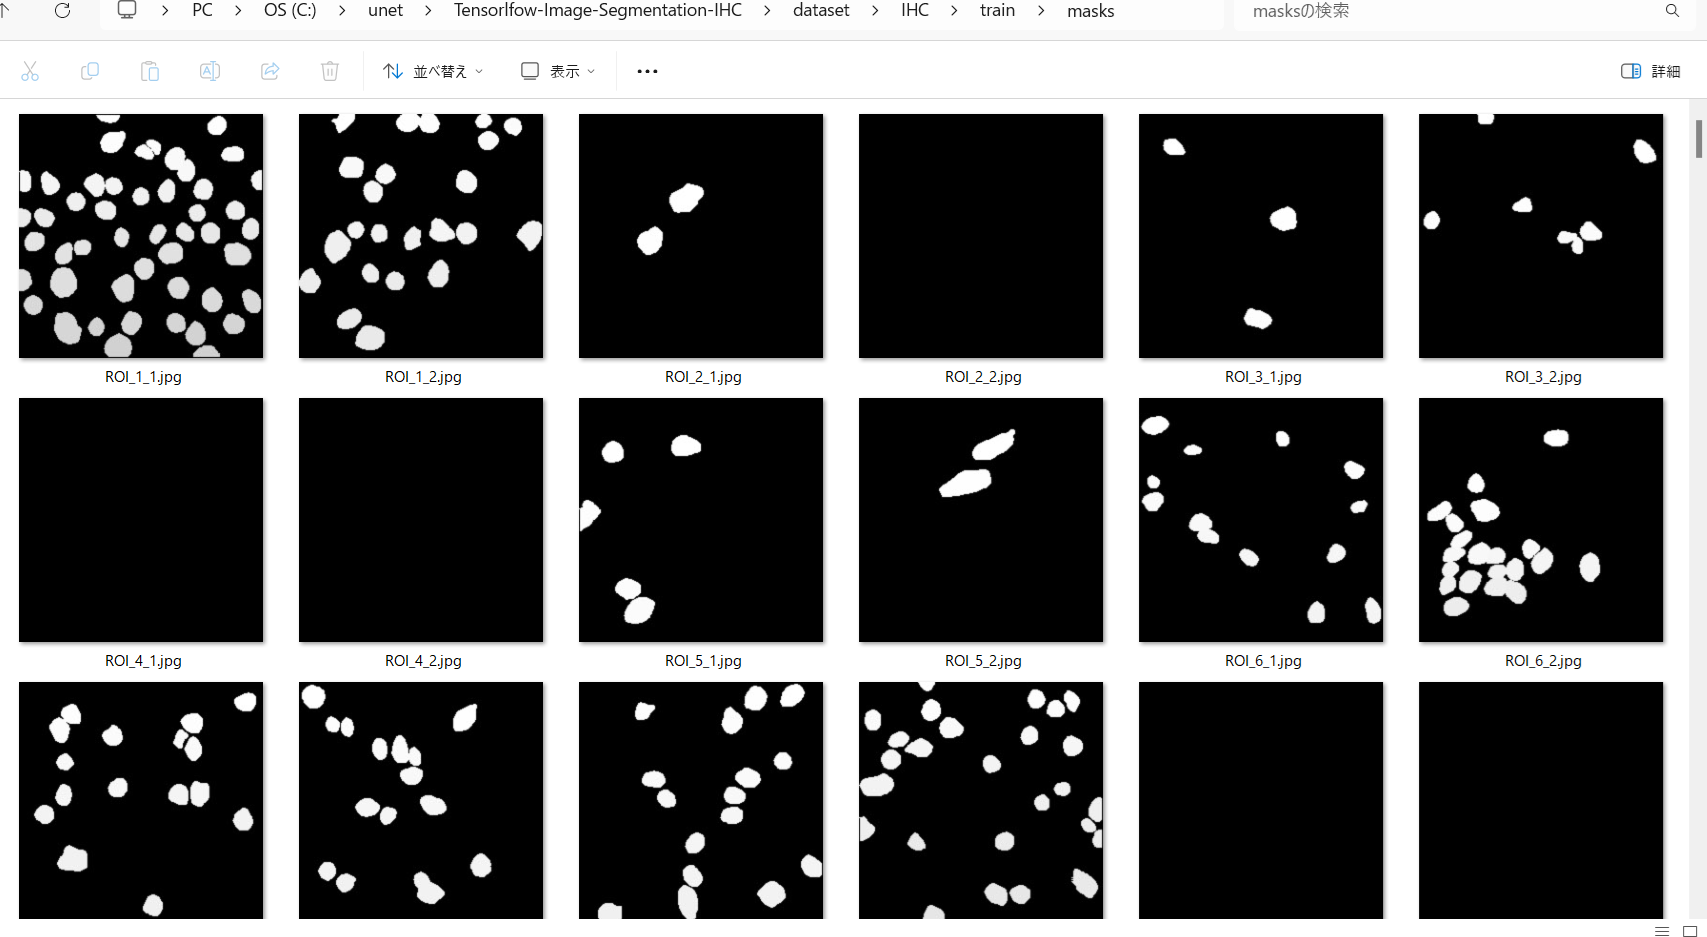 PC > OS (C:) > unet > Tensorlfow-Image-Segmentation-IHC > dataset > IHC > train > masks
masksの検索
並べ替え
表示
詳細
ROI_1_1.jpg
ROI_1_2.jpg
ROI_2_1.jpg
ROI_2_2.jpg
ROI_3_1.jpg
ROI_3_2.jpg
ROI_4_1.jpg
ROI_4_2.jpg
ROI_5_1.jpg
ROI_5_2.jpg
ROI_6_1.jpg
ROI_6_2.jpg